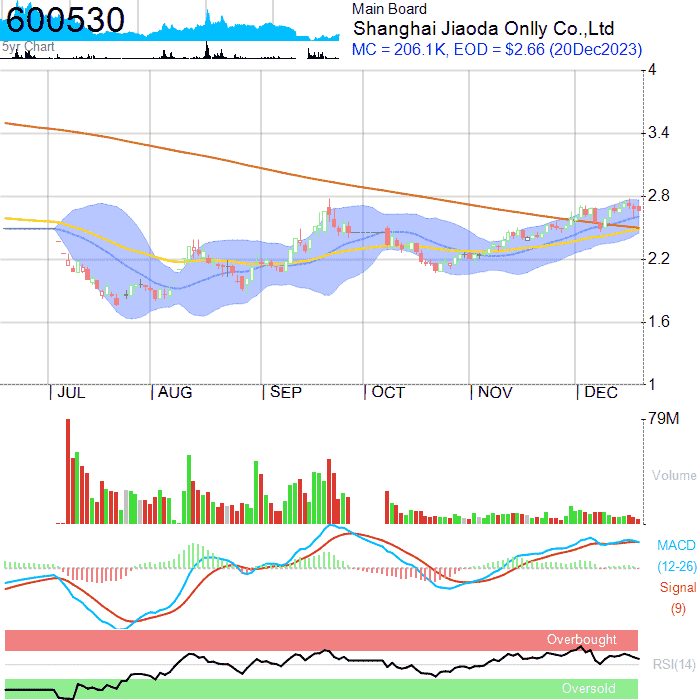 600530
5yr Chart
Main Board
Shanghai Jiaoda Onlly Co.,Ltd
MC = 206.1K, EOD = $2.66 (20Dec2023)
4
3.4
2.8
2.2
1.6
1
JUL AUG SEP OCT NOV DEC
79M
Volume
MACD
(12-26)
Signal
(9)
Overbought
RSI(14)
Oversold